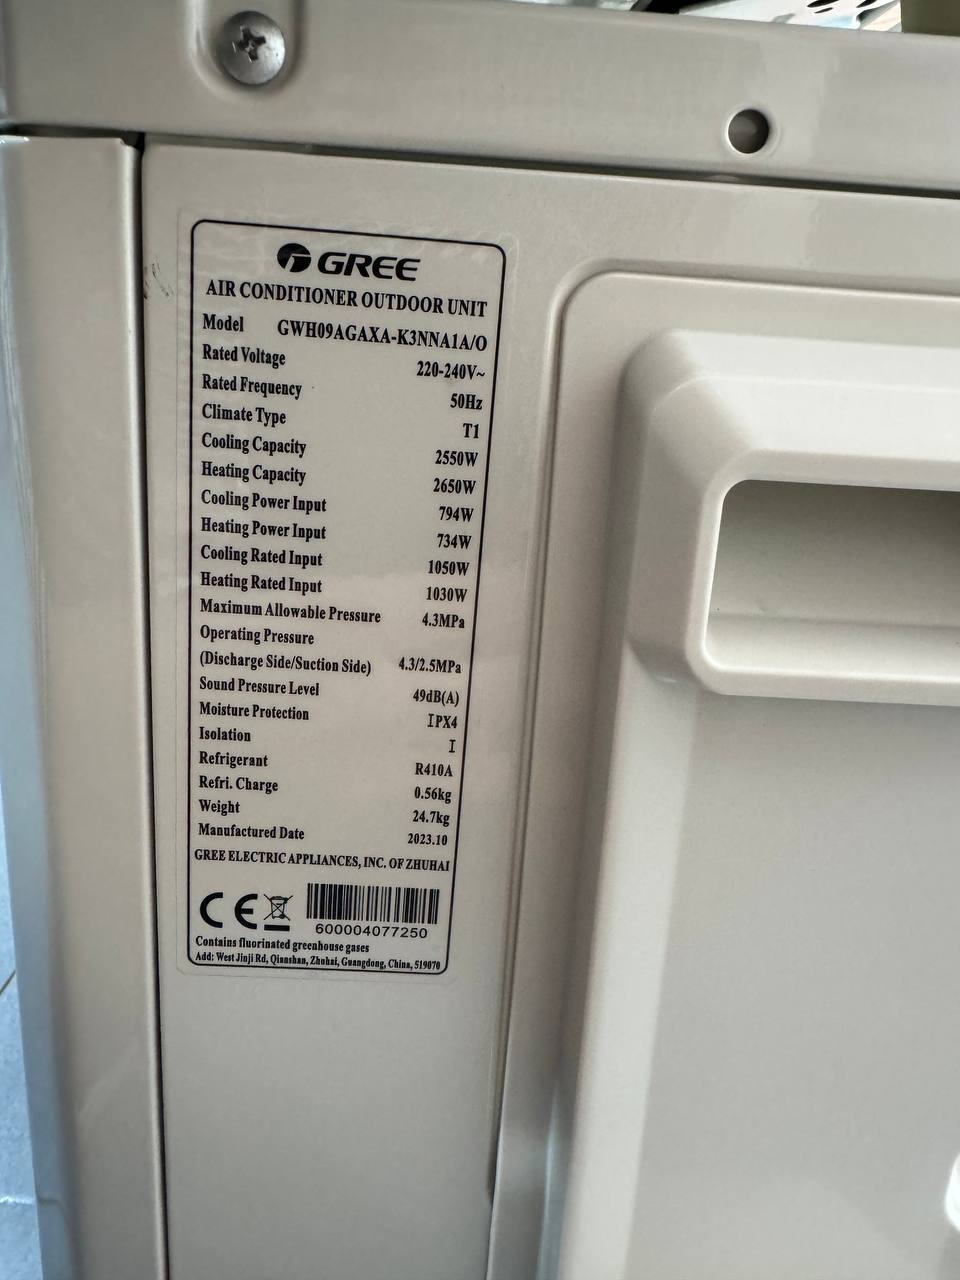 GREE
AIR CONDITIONER OUTDOOR UNIT
Model GWH09AGAXA-K3NNA1A/O
Rated Voltage 220-240V~
Rated Frequency 50Hz
Climate Type T1
Cooling Capacity 2550W
Heating Capacity 2650W
Cooling Power Input 794W
Heating Power Input 734W
Cooling Rated Input 1050W
Heating Rated Input 1030W
Maximum Allowable Pressure 4.3MPa
Operating Pressure
(Discharge Side/Suction Side) 4.3/2.5MPa
Sound Pressure Level 49dB(A)
Moisture Protection IPX4
Isolation I
Refrigerant R410A
Refri. Charge 0.56kg
Weight 24.7kg
Manufactured Date 2023.10
GREE ELECTRIC APPLIANCES, INC. OF ZHUHAI
CE
600004077250
Contains fluorinated greenhouse gases
Add: West Jinji Rd, Qianshan, Zhuhai, Guangdong, China, 519070